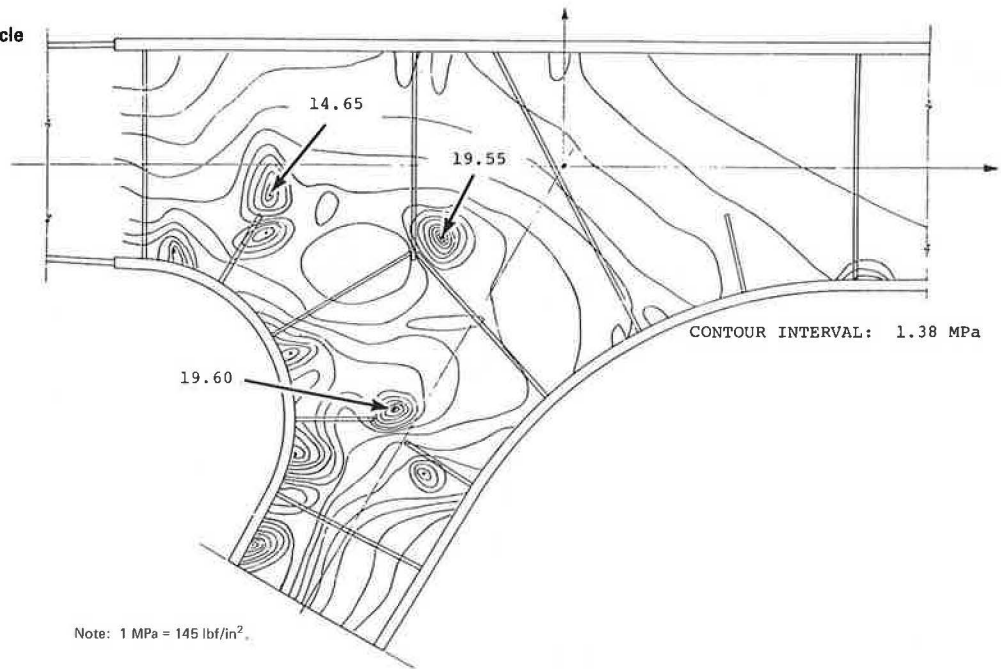 cle
14.65
19.55
CONTOUR INTERVAL: 1.38 MPa
19.60
Note: 1 MPa = 145 lbf/in².